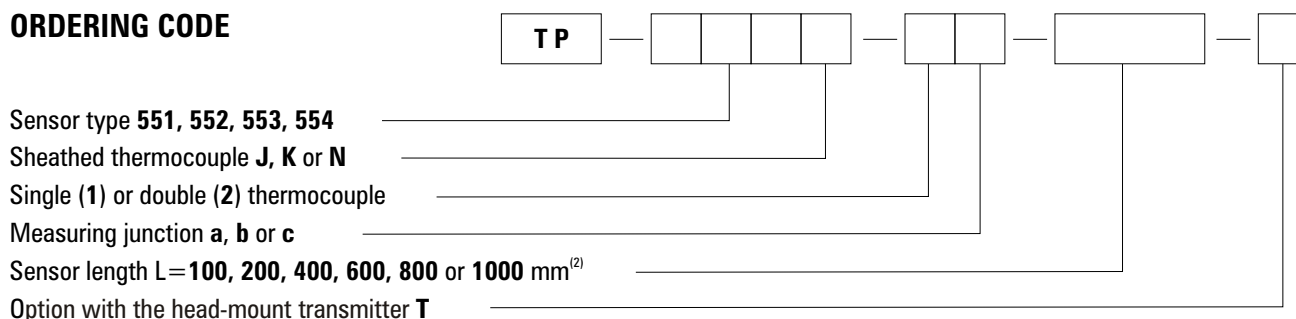 ORDERING CODE
T P
Sensor type 551, 552, 553, 554
Sheathed thermocouple J, K or N
Single (1) or double (2) thermocouple
Measuring junction a, b or c
Sensor length L=100, 200, 400, 600, 800 or 1000 mm(2)
Option with the head-mount transmitter T